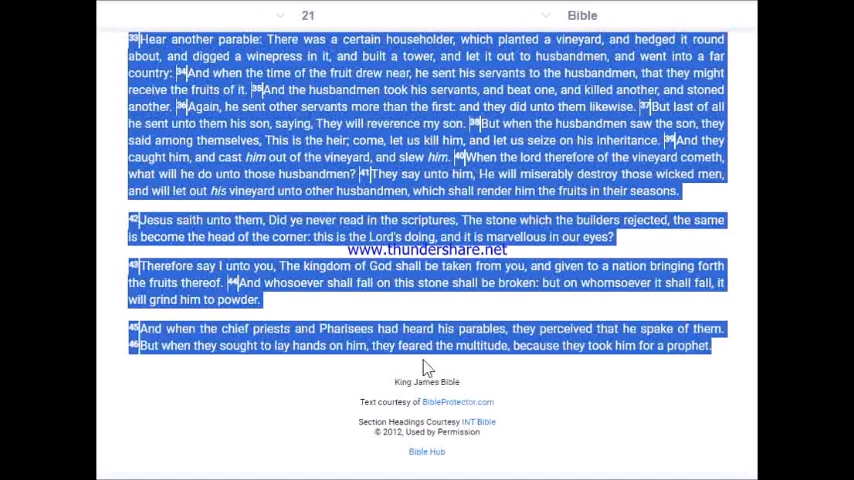 21 Bible
33Hear another parable: There was a certain householder, which planted a vineyard, and hedged it round
about, and digged a winepress in it, and built a tower, and let it out to husbandmen, and went into a far
country: 34And when the time of the fruit drew near, he sent his servants to the husbandmen, that they might
receive the fruits of it. 35And the husbandmen took his servants, and beat one, and killed another, and stoned
another. 36Again, he sent other servants more than the first: and they did unto them likewise. 37But last of all
he sent unto them his son, saying, They will reverence my son. 38But when the husbandmen saw the son, they
said among themselves, This is the heir; come, let us kill him, and let us seize on his inheritance. 39And they
caught him, and cast him out of the vineyard, and slew him. 40When the lord therefore of the vineyard cometh,
what will he do unto those husbandmen? 41They say unto him, He will miserably destroy those wicked men,
and will let out his vineyard unto other husbandmen, which shall render him the fruits in their seasons.
42Jesus saith unto them, Did ye never read in the scriptures, The stone which the builders rejected, the same
is become the head of the corner: this is the Lord's doing, and it is marvellous in our eyes?
www.thundershare.net
43Therefore say I unto you, The kingdom of God shall be taken from you, and given to a nation bringing forth
the fruits thereof. 44And whosoever shall fall on this stone shall be broken: but on whomsoever it shall fall, it
will grind him to powder.
45And when the chief priests and Pharisees had heard his parables, they perceived that he spake of them.
46But when they sought to lay hands on him, they feared the multitude, because they took him for a prophet.
King James Bible
Text courtesy of BibleProtector.com
Section Headings Courtesy INT Bible
© 2012, Used by Permission
Bible Hub